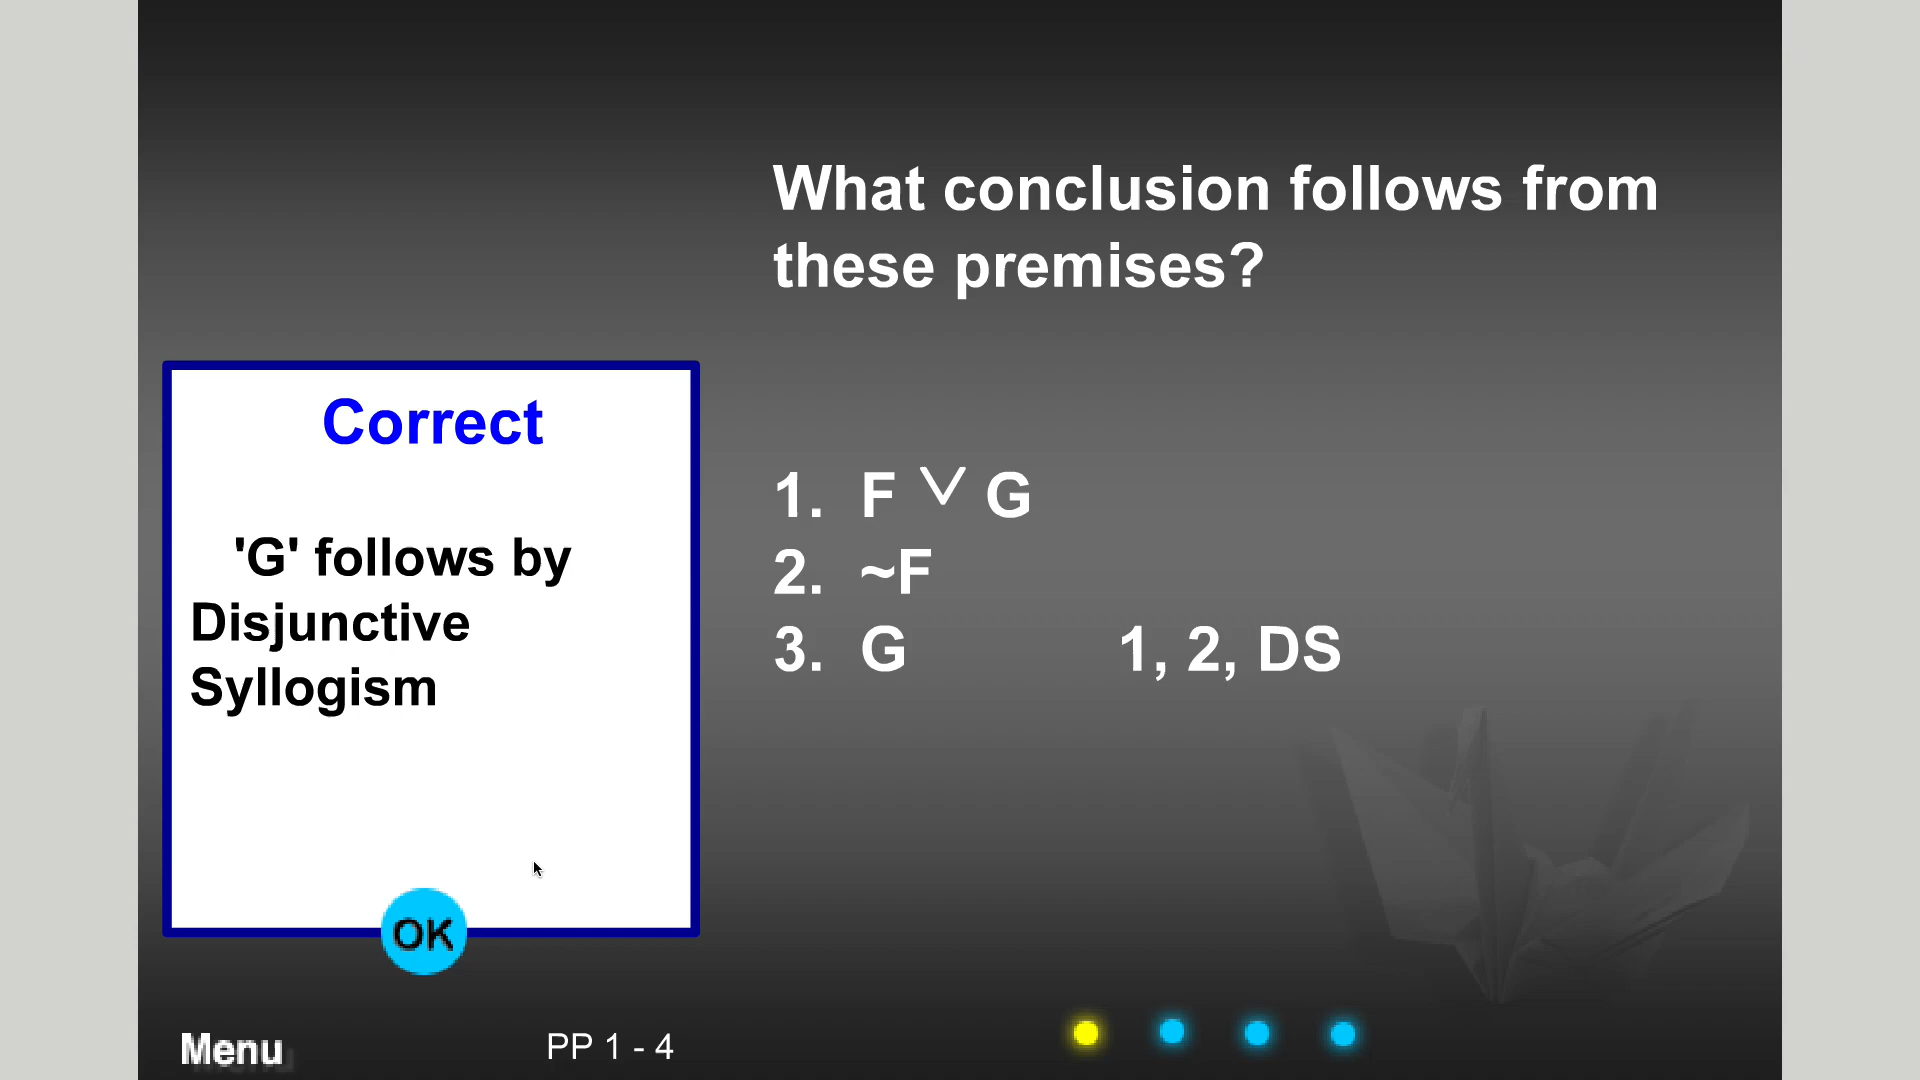 What conclusion follows from
these premises?
Correct
'G' follows by
Disjunctive
Syllogism
OK
1. F ∨ G
2. ~F
3. G 1, 2, DS
Menu
PP 1 - 4